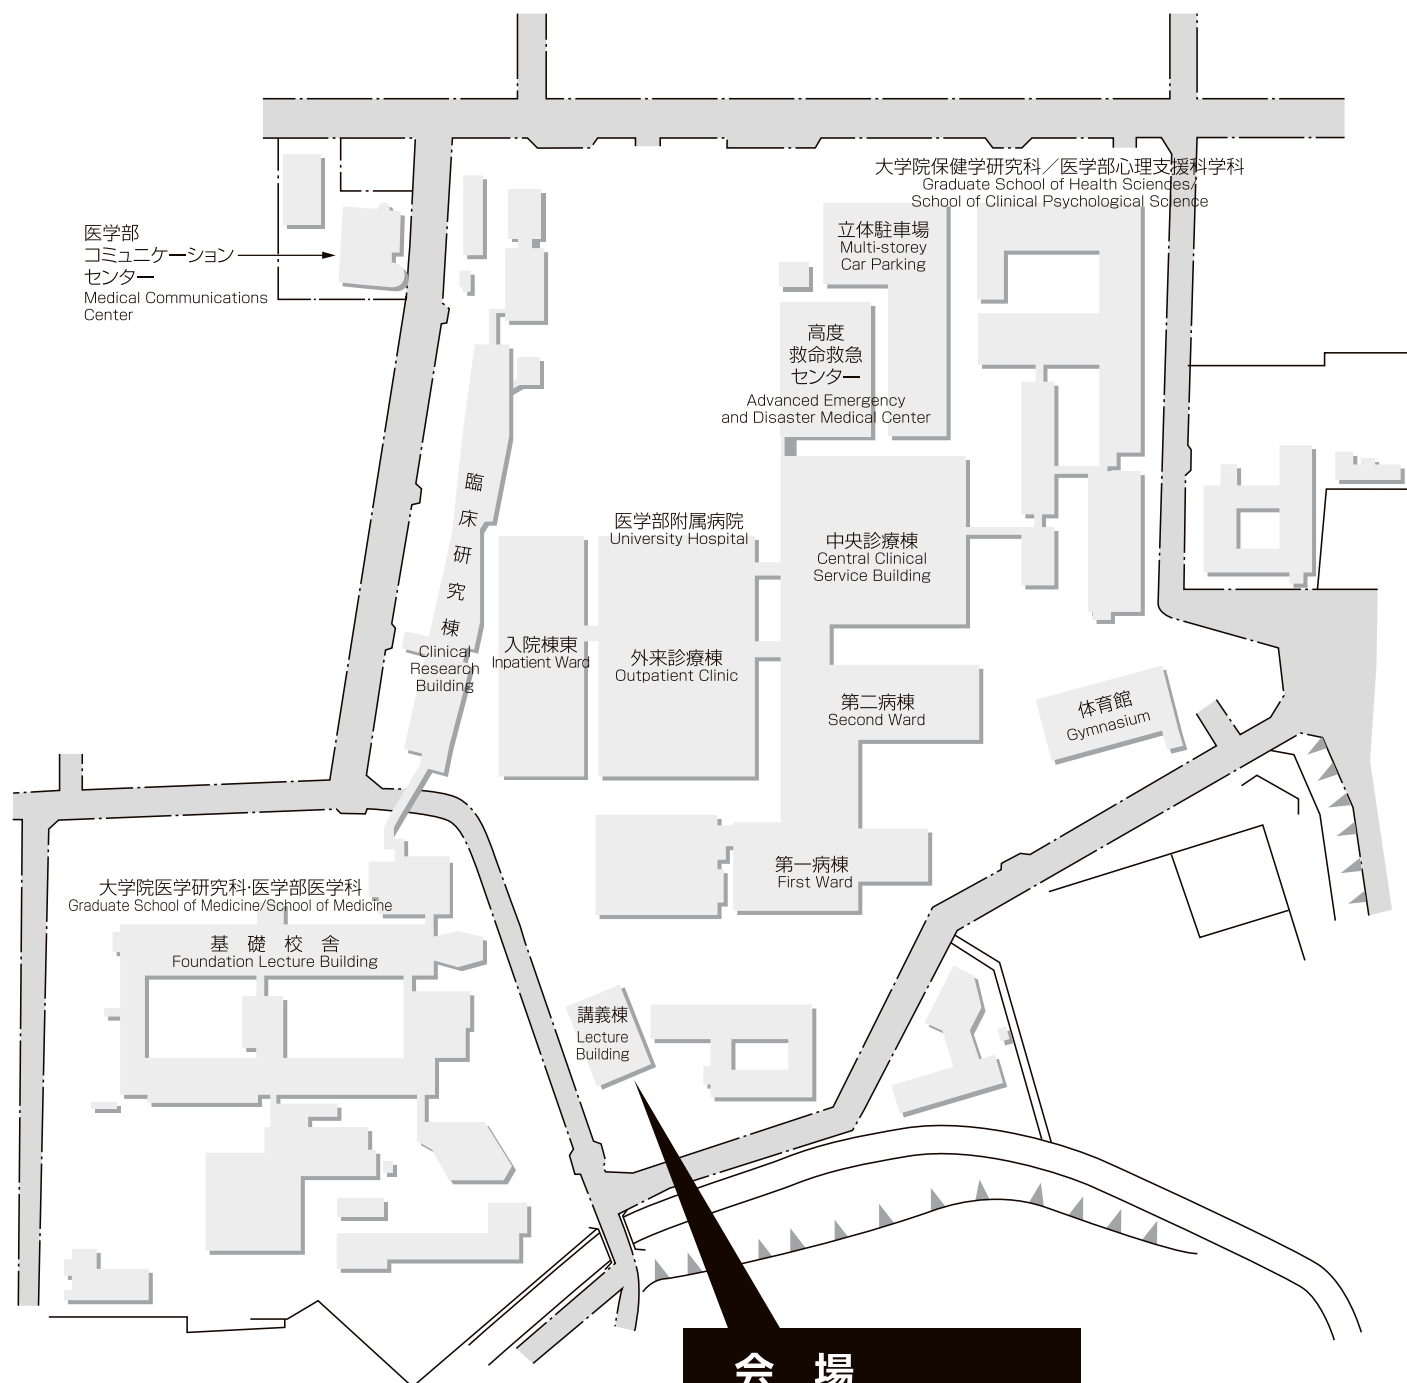 大学院保健学研究科／医学部心理支援科学科
Graduate School of Health Sciences/
School of Clinical Psychological Science
医学部
コミュニケーション
センター
Medical Communications
Center
立体駐車場
Multi-storey
Car Parking
高度
救命救急
センター
Advanced Emergency
and Disaster Medical Center
臨床研究棟
Clinical
Research
Building
医学部附属病院
University Hospital
中央診療棟
Central Clinical
Service Building
入院棟東
Inpatient Ward
外来診療棟
Outpatient Clinic
第二病棟
Second Ward
体育館
Gymnasium
第一病棟
First Ward
大学院医学研究科・医学部医学科
Graduate School of Medicine/School of Medicine
基礎校舎
Foundation Lecture Building
講義棟
Lecture
Building
会場